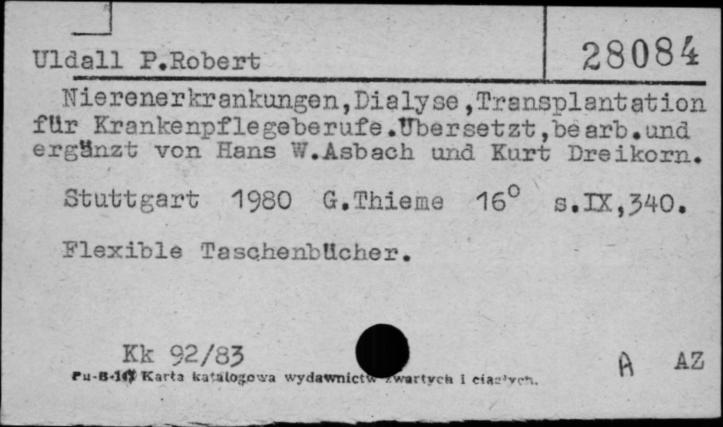 Uldall P.Robert
28084
Nierenerkrankungen,Dialyse,Transplantation
für Krankenpflegeberufe.Übersetzt,bearb.und
ergänzt von Hans W.Asbach und Kurt Dreikorn.
Stuttgart 1980 G.Thieme 16° s.IX,340.
Flexible Taschenbücher.
Kk 92/83
A AZ
Karta katalogowa wydawnictw zwartych i ciągłych.